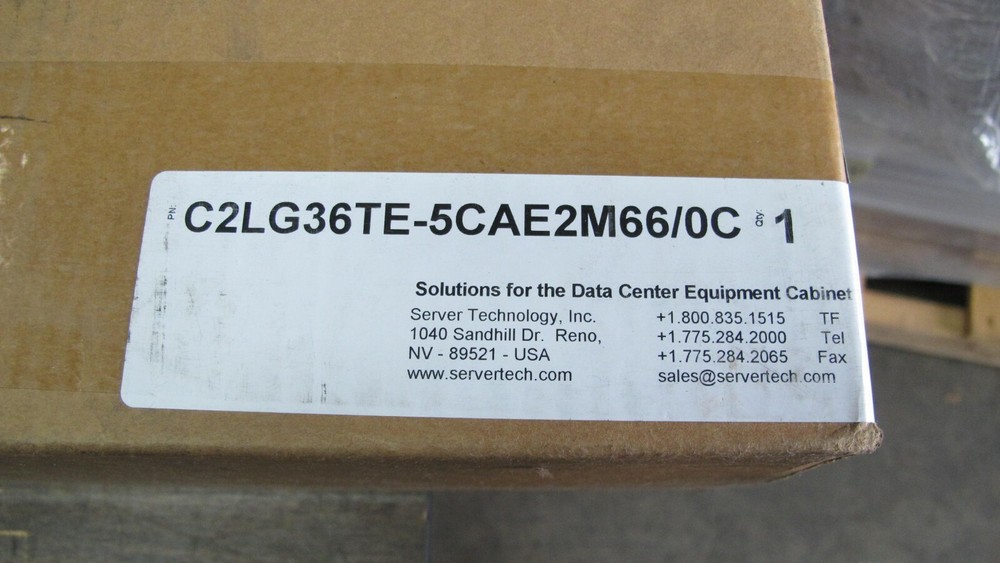 PN: C2LG36TE-5CAE2M66/0C Qty: 1
Solutions for the Data Center Equipment Cabinet
Server Technology, Inc. +1.800.835.1515 TF
1040 Sandhill Dr. Reno, +1.775.284.2000 Tel
NV - 89521 - USA +1.775.284.2065 Fax
www.servertech.com sales@servertech.com